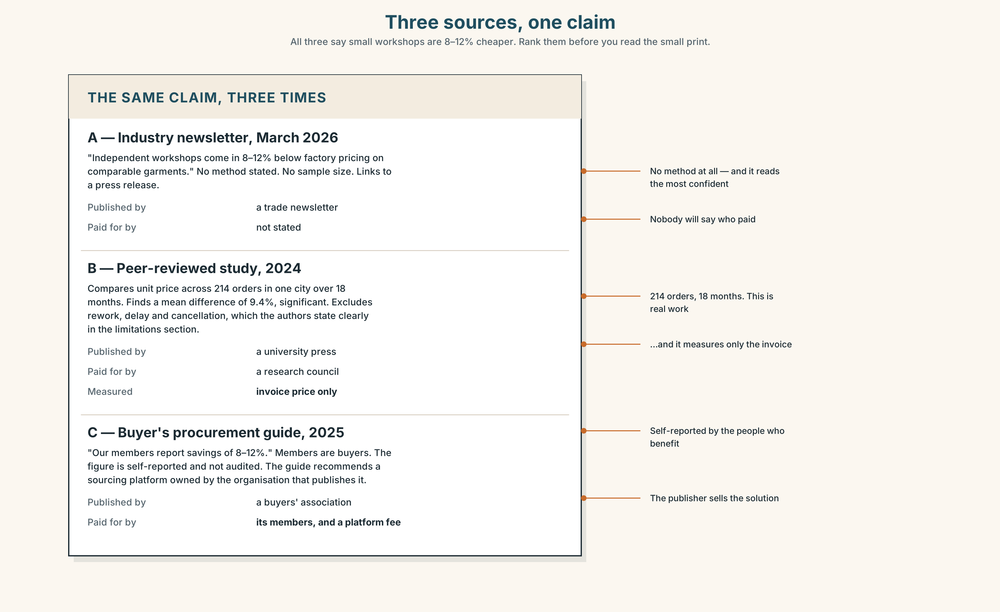 Three sources, one claim
All three say small workshops are 8–12% cheaper. Rank them before you read the small print.
THE SAME CLAIM, THREE TIMES
A — Industry newsletter, March 2026
"Independent workshops come in 8–12% below factory pricing on
comparable garments." No method stated. No sample size. Links to
a press release.
Published by a trade newsletter
Paid for by not stated
No method at all — and it reads
the most confident
Nobody will say who paid
B — Peer-reviewed study, 2024
Compares unit price across 214 orders in one city over 18
months. Finds a mean difference of 9.4%, significant. Excludes
rework, delay and cancellation, which the authors state clearly
in the limitations section.
Published by a university press
Paid for by a research council
Measured invoice price only
214 orders, 18 months. This is
real work
...and it measures only the invoice
C — Buyer's procurement guide, 2025
"Our members report savings of 8–12%." Members are buyers. The
figure is self-reported and not audited. The guide recommends a
sourcing platform owned by the organisation that publishes it.
Published by a buyers' association
Paid for by its members, and a platform fee
Self-reported by the people who
benefit
The publisher sells the solution